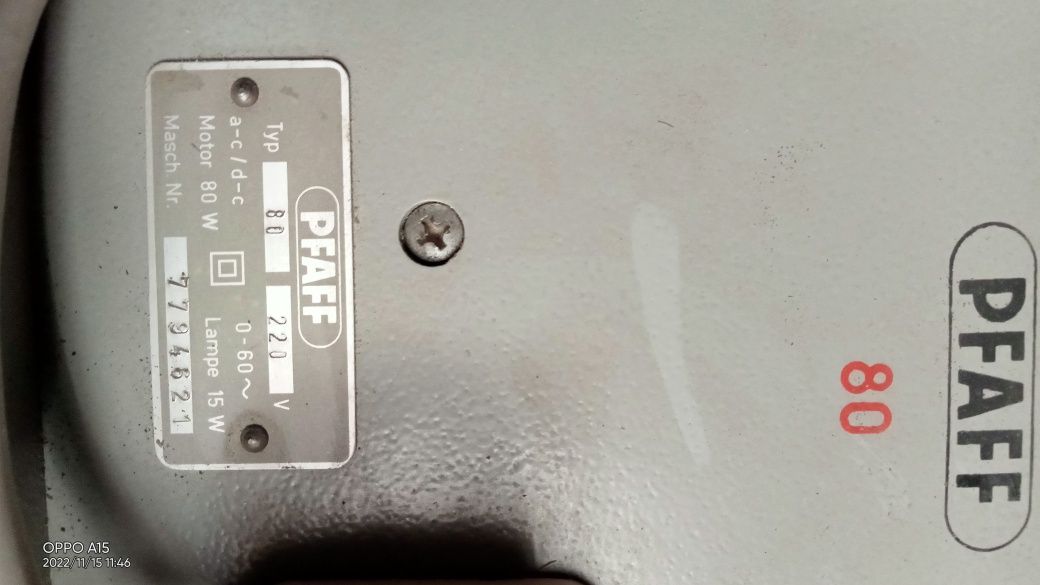 PFAFF
80
PFAFF
Typ 80 220 V
a-c/d-c 0-60~
Motor 80 W Lampe 15 W
Masch. Nr. 7794621
OPPO A15
2022/11/15 11:46